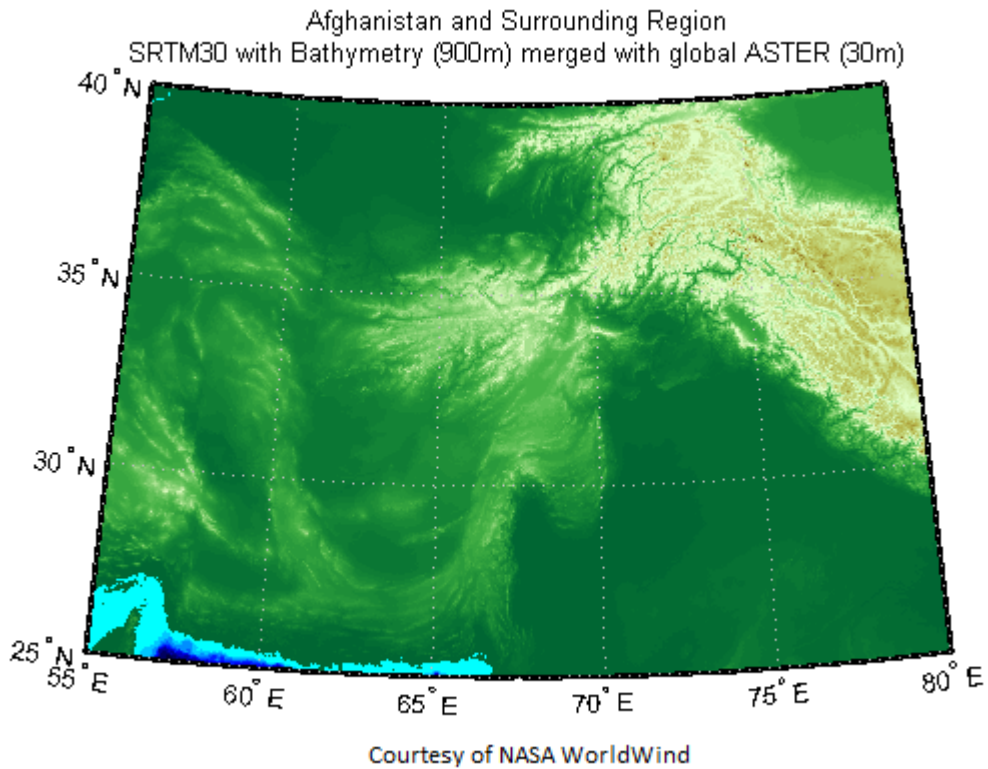 Afghanistan and Surrounding Region
SRTM30 with Bathymetry (900m) merged with global ASTER (30m)
40°N
35°N
30°N
25°N
55°E
60°E
65°E
70°E
75°E
80°E
Courtesy of NASA WorldWind